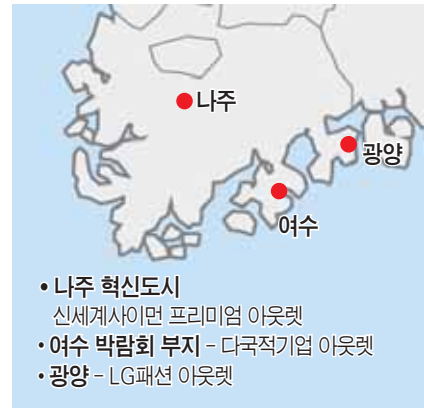 나주
광양
여수
• 나주 혁신도시
신세계사이먼 프리미엄 아웃렛
• 여수 박람회 부지 - 다국적기업 아웃렛
• 광양 - LG패션 아웃렛